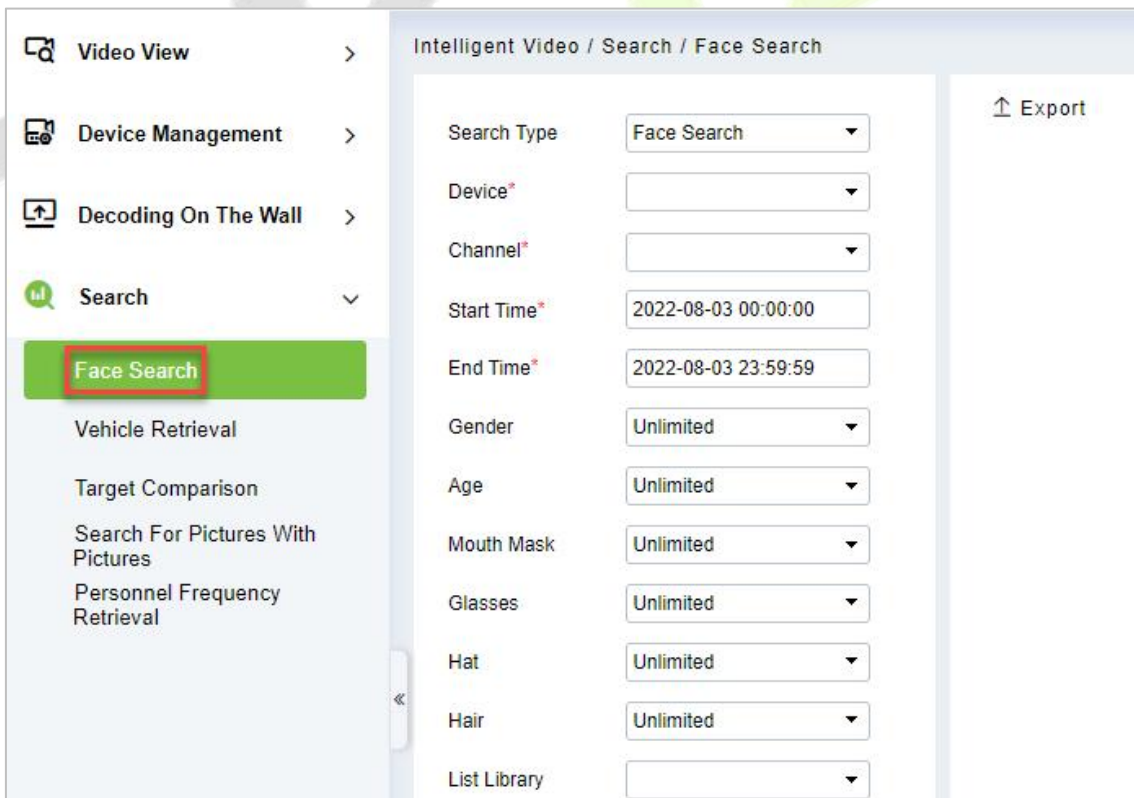 Video View
Device Management
Decoding On The Wall
Search
Face Search
Vehicle Retrieval
Target Comparison
Search For Pictures With
Pictures
Personnel Frequency
Retrieval
Intelligent Video / Search / Face Search
Search Type Face Search
Device*
Channel*
Start Time* 2022-08-03 00:00:00
End Time* 2022-08-03 23:59:59
Gender Unlimited
Age Unlimited
Mouth Mask Unlimited
Glasses Unlimited
Hat Unlimited
Hair Unlimited
List Library
Export